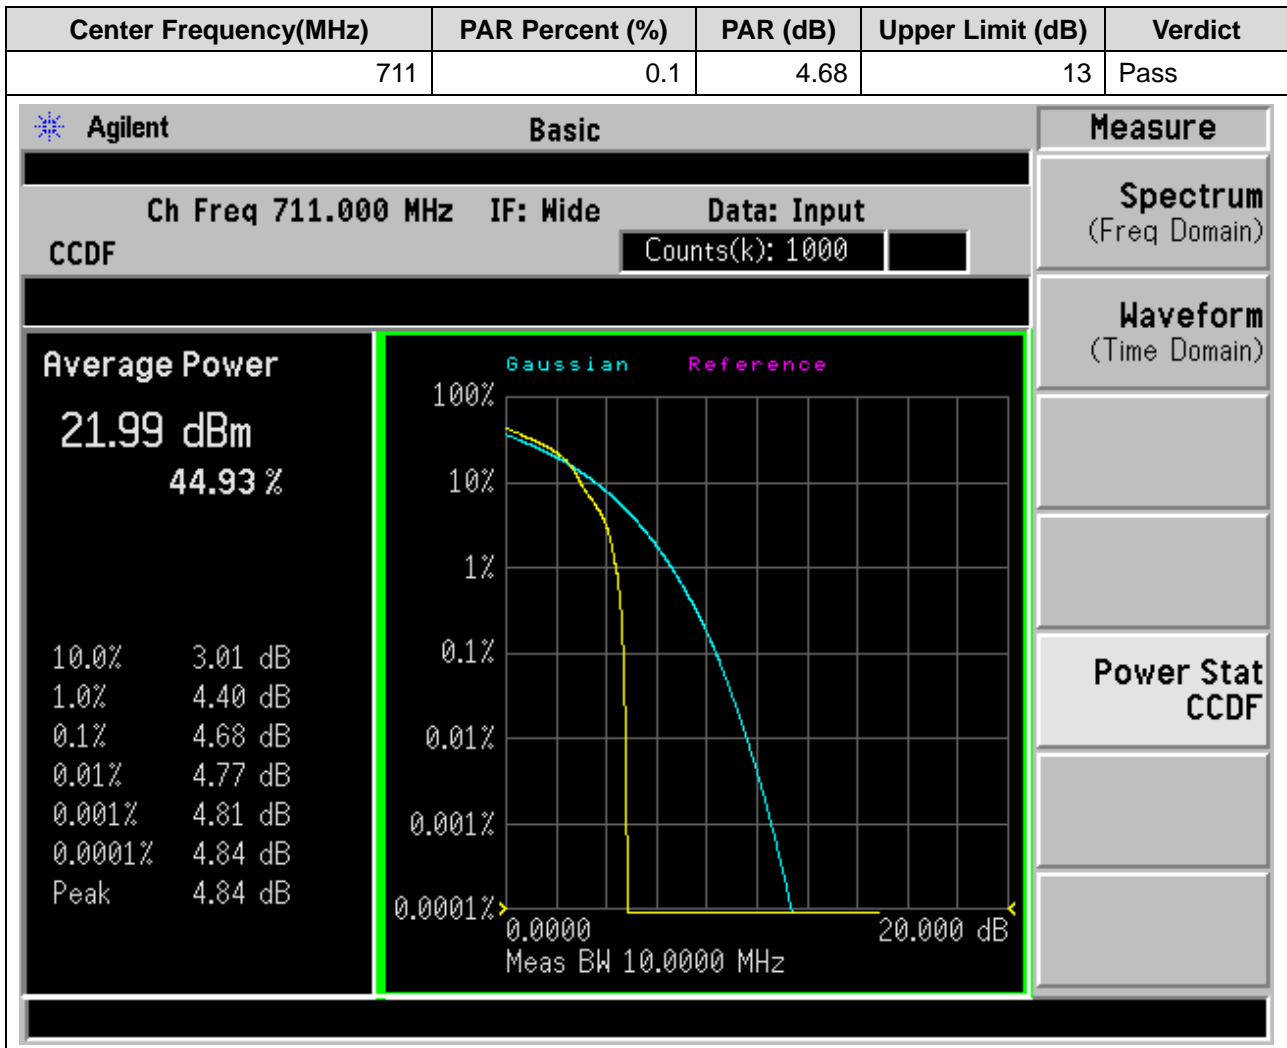 Center Frequency(MHz) PAR Percent (%) PAR (dB) Upper Limit (dB) Verdict
711 0.1 4.68 13 Pass
Agilent Basic Measure
Ch Freq 711.000 MHz IF: Wide Data: Input
CCDF Counts(k): 1000
Spectrum
(Freq Domain)
Waveform
(Time Domain)
Power Stat
CCDF
Average Power
21.99 dBm
44.93 %
10.0% 3.01 dB
1.0% 4.40 dB
0.1% 4.68 dB
0.01% 4.77 dB
0.001% 4.81 dB
0.0001% 4.84 dB
Peak 4.84 dB
Gaussian Reference
100%
10%
1%
0.1%
0.01%
0.001%
0.0001%
0.0000 20.000 dB
Meas BW 10.0000 MHz